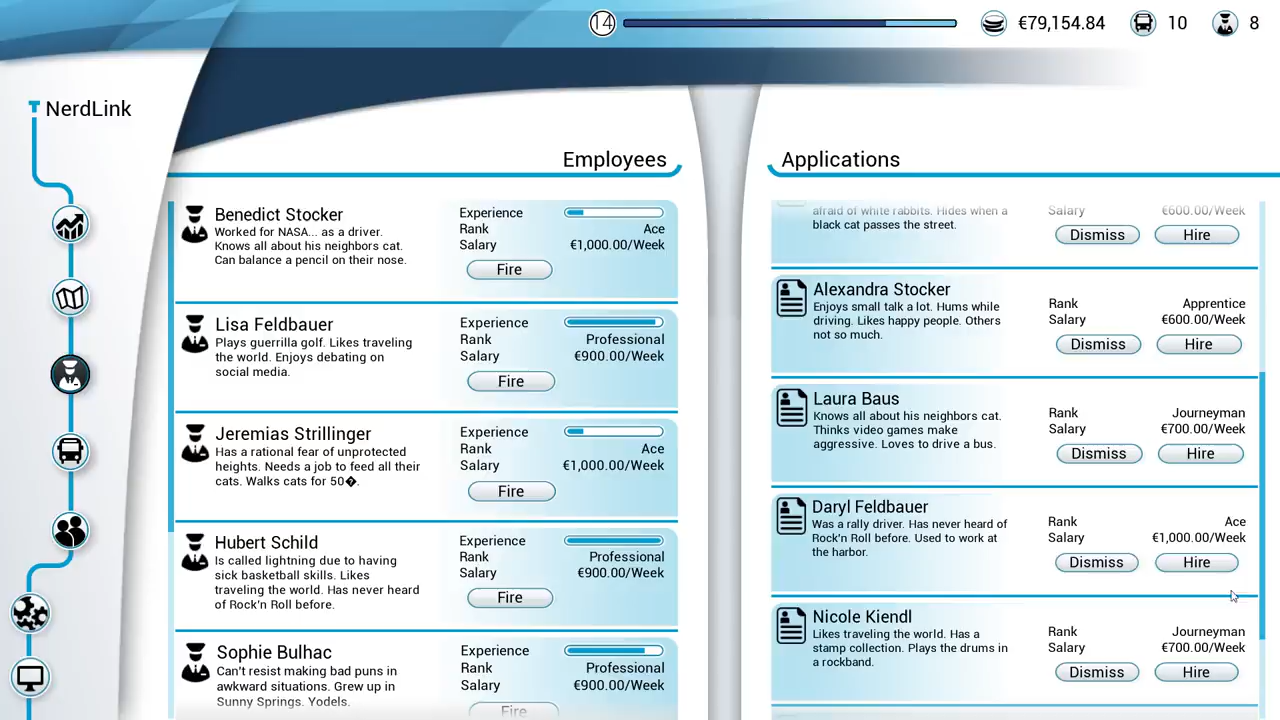 14
€79,154.84
10
8
NerdLink
Employees
Benedict Stocker
Worked for NASA... as a driver.
Knows all about his neighbors cat.
Can balance a pencil on their nose.
Experience
Rank Ace
Salary €1,000.00/Week
Fire
Lisa Feldbauer
Plays guerrilla golf. Likes traveling
the world. Enjoys debating on
social media.
Experience
Rank Professional
Salary €900.00/Week
Fire
Jeremias Strillinger
Has a rational fear of unprotected
heights. Needs a job to feed all their
cats. Walks cats for 50�.
Experience
Rank Ace
Salary €1,000.00/Week
Fire
Hubert Schild
Is called lightning due to having
sick basketball skills. Likes
traveling the world. Has never heard
of Rock'n Roll before.
Experience
Rank Professional
Salary €900.00/Week
Fire
Sophie Bulhac
Can't resist making bad puns in
awkward situations. Grew up in
Sunny Springs. Yodels.
Experience
Rank Professional
Salary €900.00/Week
Fire
Applications
afraid of white rabbits. Hides when a
black cat passes the street.
Salary €600.00/Week
Dismiss Hire
Alexandra Stocker
Enjoys small talk a lot. Hums while
driving. Likes happy people. Others
not so much.
Rank Apprentice
Salary €600.00/Week
Dismiss Hire
Laura Baus
Knows all about his neighbors cat.
Thinks video games make
aggressive. Loves to drive a bus.
Rank Journeyman
Salary €700.00/Week
Dismiss Hire
Daryl Feldbauer
Was a rally driver. Has never heard of
Rock'n Roll before. Used to work at
the harbor.
Rank Ace
Salary €1,000.00/Week
Dismiss Hire
Nicole Kiendl
Likes traveling the world. Has a
stamp collection. Plays the drums in
a rockband.
Rank Journeyman
Salary €700.00/Week
Dismiss Hire